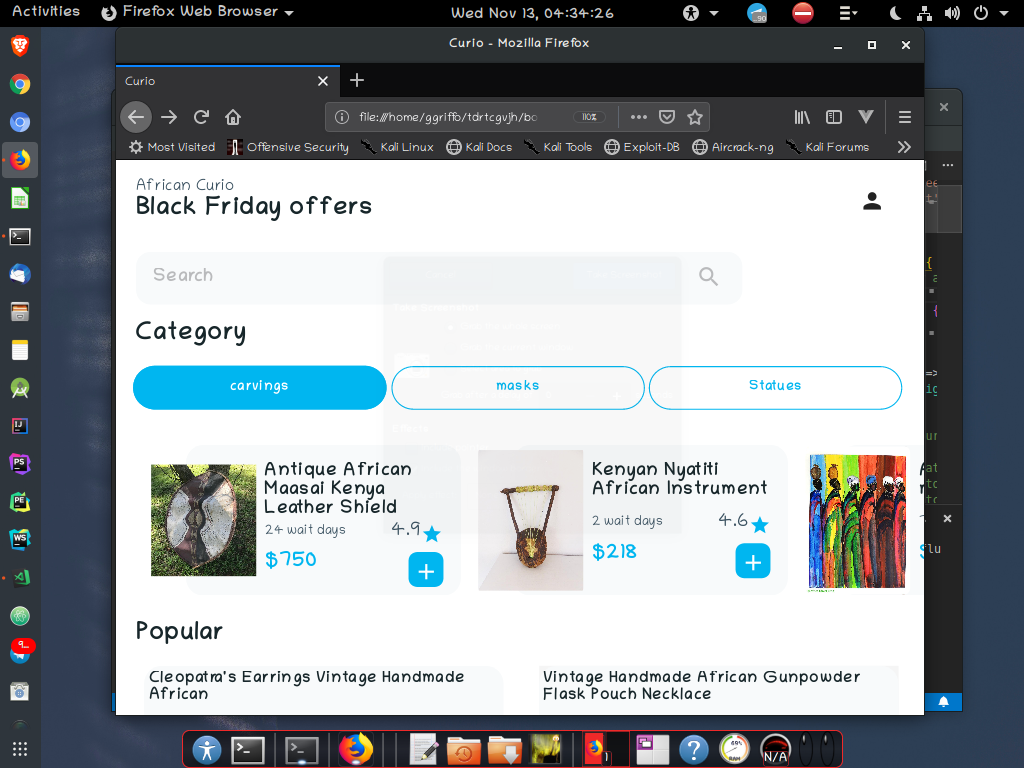 Activities Firefox Web Browser Wed Nov 13, 04:34:26 90
Curio - Mozilla Firefox
Curio
file:///home/ggriffo/tdrtcgvjh/bo 110%
Most Visited Offensive Security Kali Linux Kali Docs Kali Tools Exploit-DB Aircrack-ng Kali Forums
African Curio
Black Friday offers
Search
Category
carvings masks Statues
Antique African
Maasai Kenya
Leather Shield
24 wait days 4.9
$750
Kenyan Nyatiti
African Instrument
2 wait days 4.6
$218
Popular
Cleopatra's Earrings Vintage Handmade
African
Vintage Handmade African Gunpowder
Flask Pouch Necklace
N/A